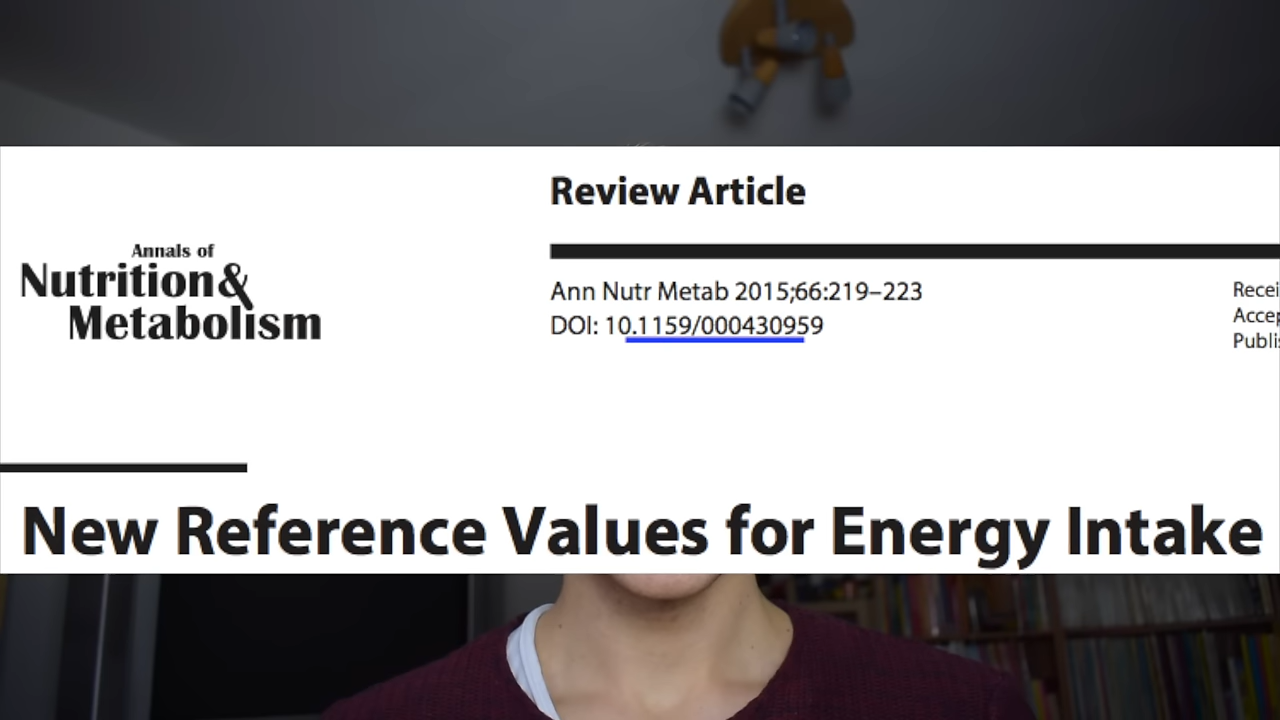 Review Article
Annals of
Nutrition&
Metabolism
Ann Nutr Metab 2015;66:219–223
DOI: 10.1159/000430959
New Reference Values for Energy Intake